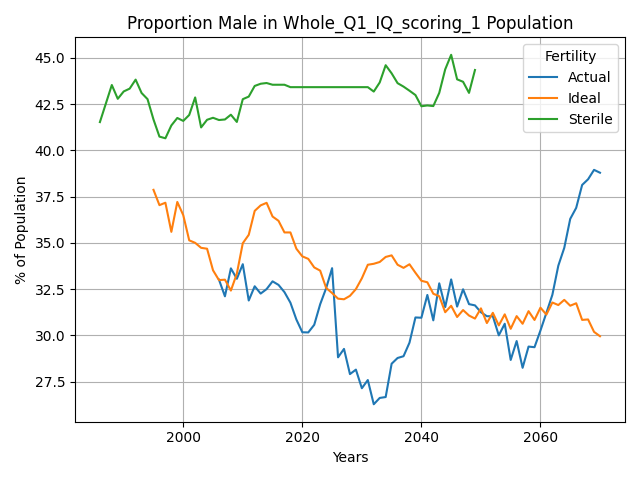 Proportion Male in Whole_Q1_IQ_scoring_1 Population
45.0
42.5
40.0
37.5
35.0
32.5
30.0
27.5
% of Population
Fertility
Actual
Ideal
Sterile
2000
2020
2040
2060
Years